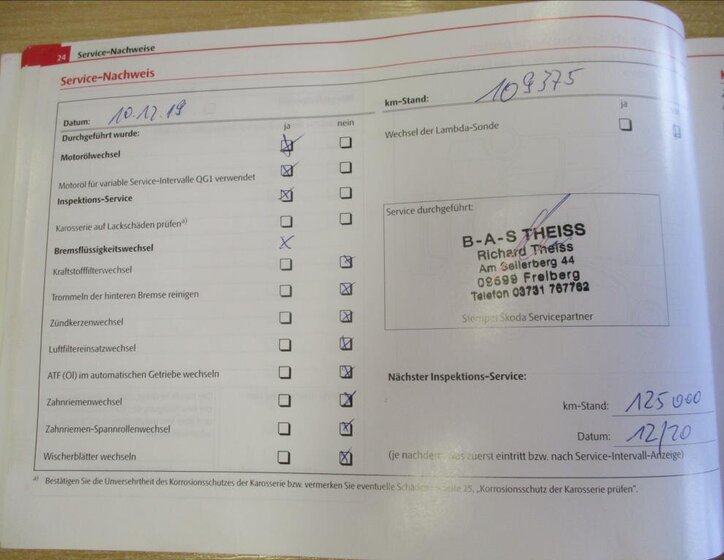 24 Service-Nachweise
Service-Nachweis
Datum: 10.12.19
km-Stand: 109375
Durchgeführt wurde: ja nein
ja
Motorölwechsel
Wechsel der Lambda-Sonde
Motoröl für variable Service-Intervalle QG1 verwendet
Inspektions-Service
Karosserie auf Lackschäden prüfen a)
Bremsflüssigkeitswechsel
Kraftstofffilterwechsel
Trommeln der hinteren Bremse reinigen
Zündkerzenwechsel
Luftfiltereinsatzwechsel
ATF (Öl) im automatischen Getriebe wechseln
Zahnriemenwechsel
Zahnriemen-Spannrollenwechsel
Wischerblätter wechseln
Service durchgeführt:
B-A-S THEISS
Richard Theiss
Am Seilerberg 44
09599 Freiberg
Telefon 03731 767762
Stempel Skoda Servicepartner
Nächster Inspektions-Service:
km-Stand: 125 000
Datum: 12/20
(je nachdem was zuerst eintritt bzw. nach Service-Intervall-Anzeige)
a) Bestätigen Sie die Unversehrtheit des Korrosionsschutzes der Karosserie bzw. vermerken Sie eventuelle 25, „Korrosionsschutz der Karosserie prüfen".